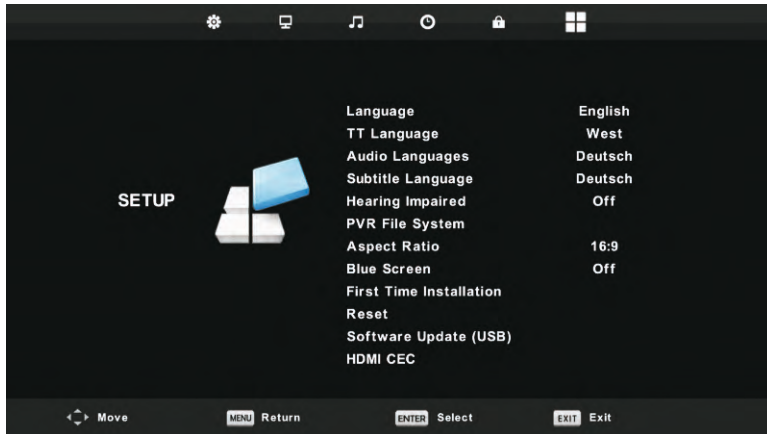 Language English
TT Language West
Audio Languages Deutsch
Subtitle Language Deutsch
SETUP
Hearing Impaired Off
PVR File System
Aspect Ratio 16:9
Blue Screen Off
First Time Installation
Reset
Software Update (USB)
HDMI CEC
Move MENU Return ENTER Select EXIT Exit